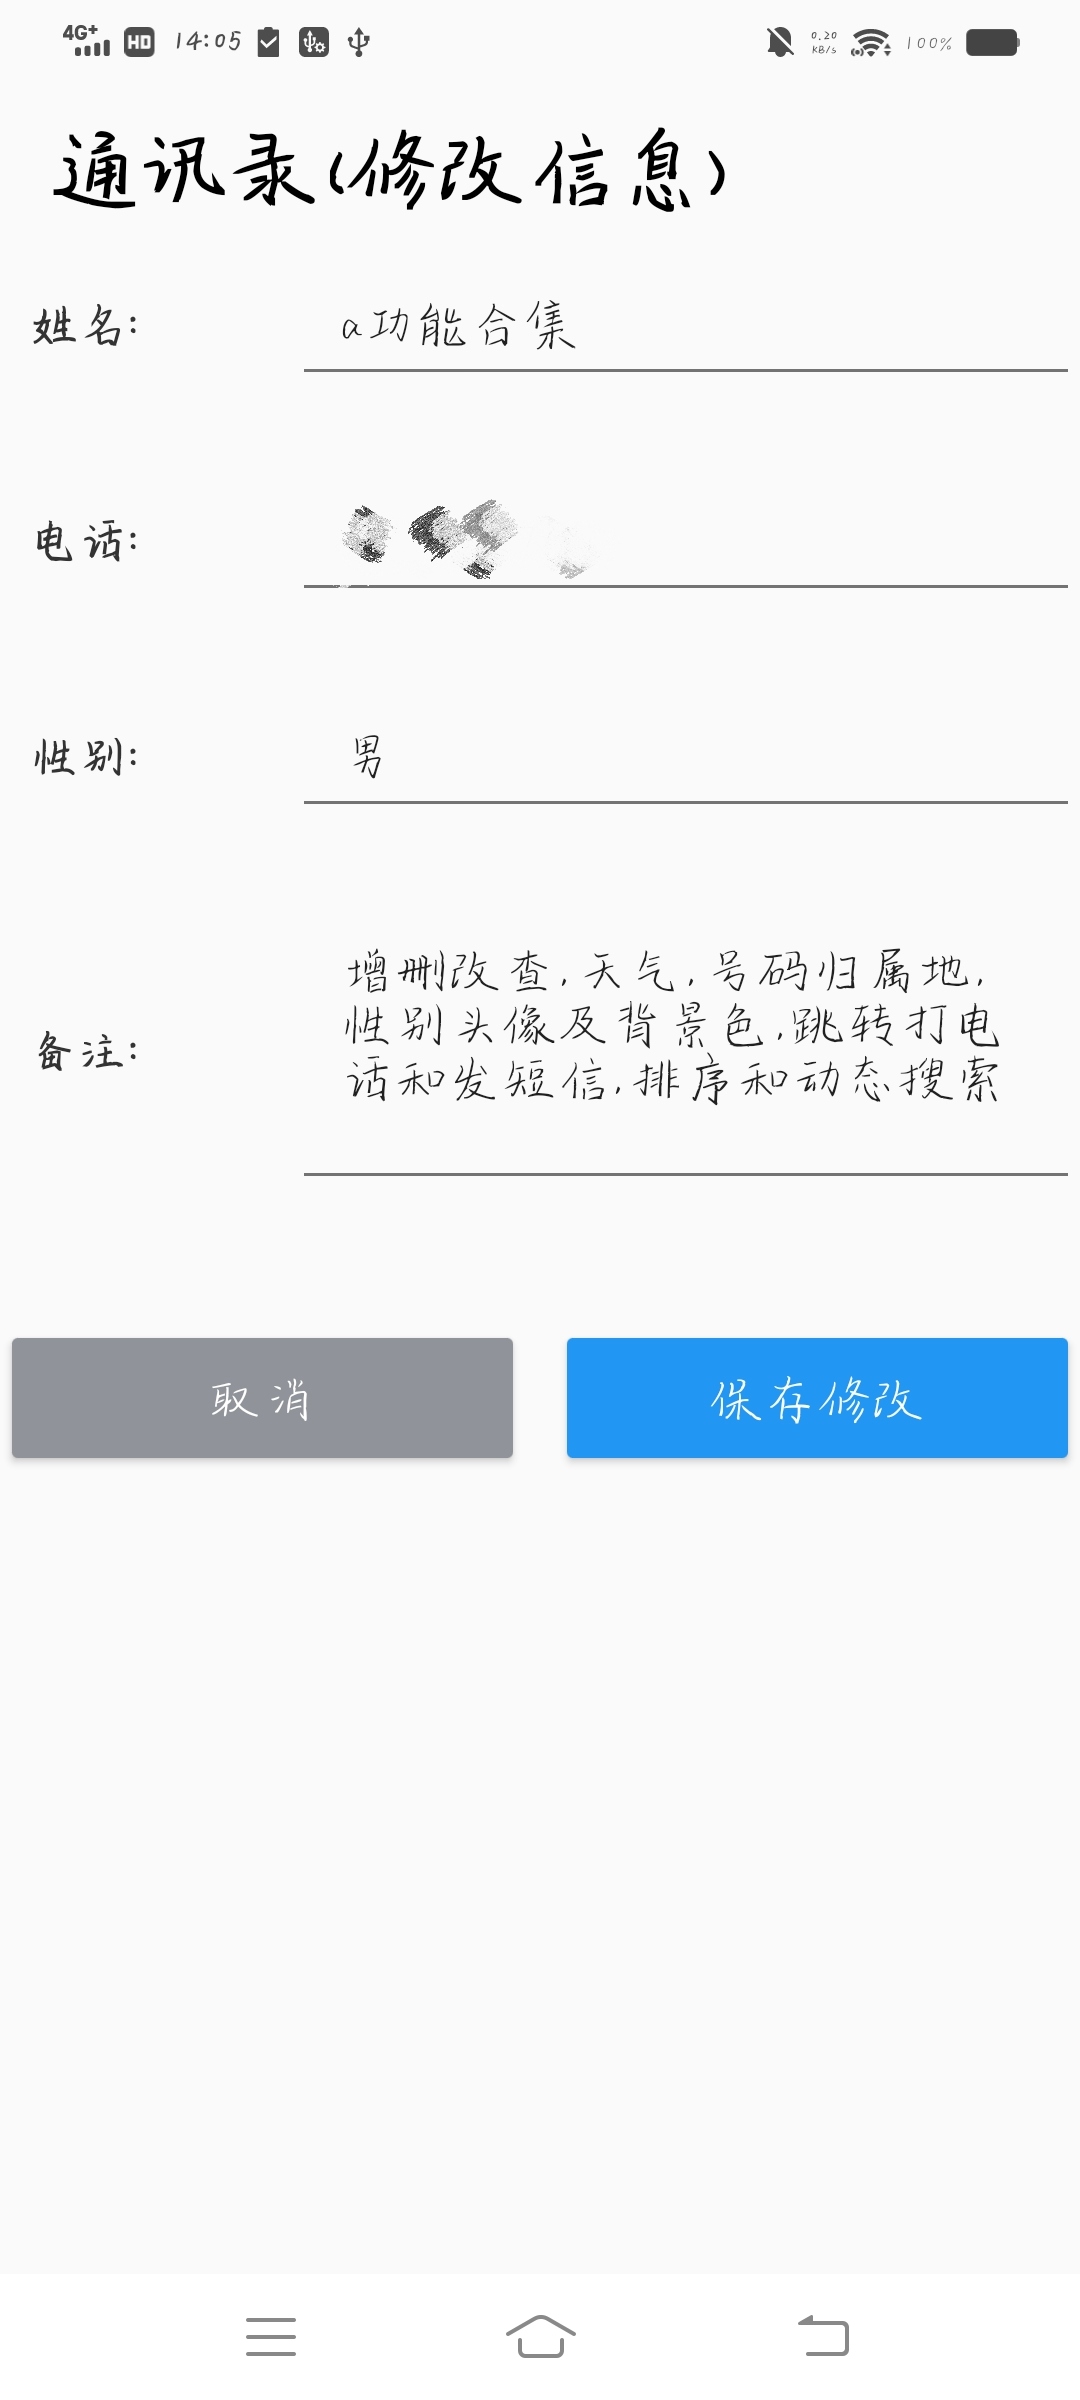 4G+ HD 14:05 0.20 KB/s 100%
通讯录(修改信息)
姓名: a功能合集
电话:
性别: 男
备注: 增删改查,天气,号码归属地,
性别头像及背景色,跳转打电
话和发短信,排序和动态搜索
取消 保存修改